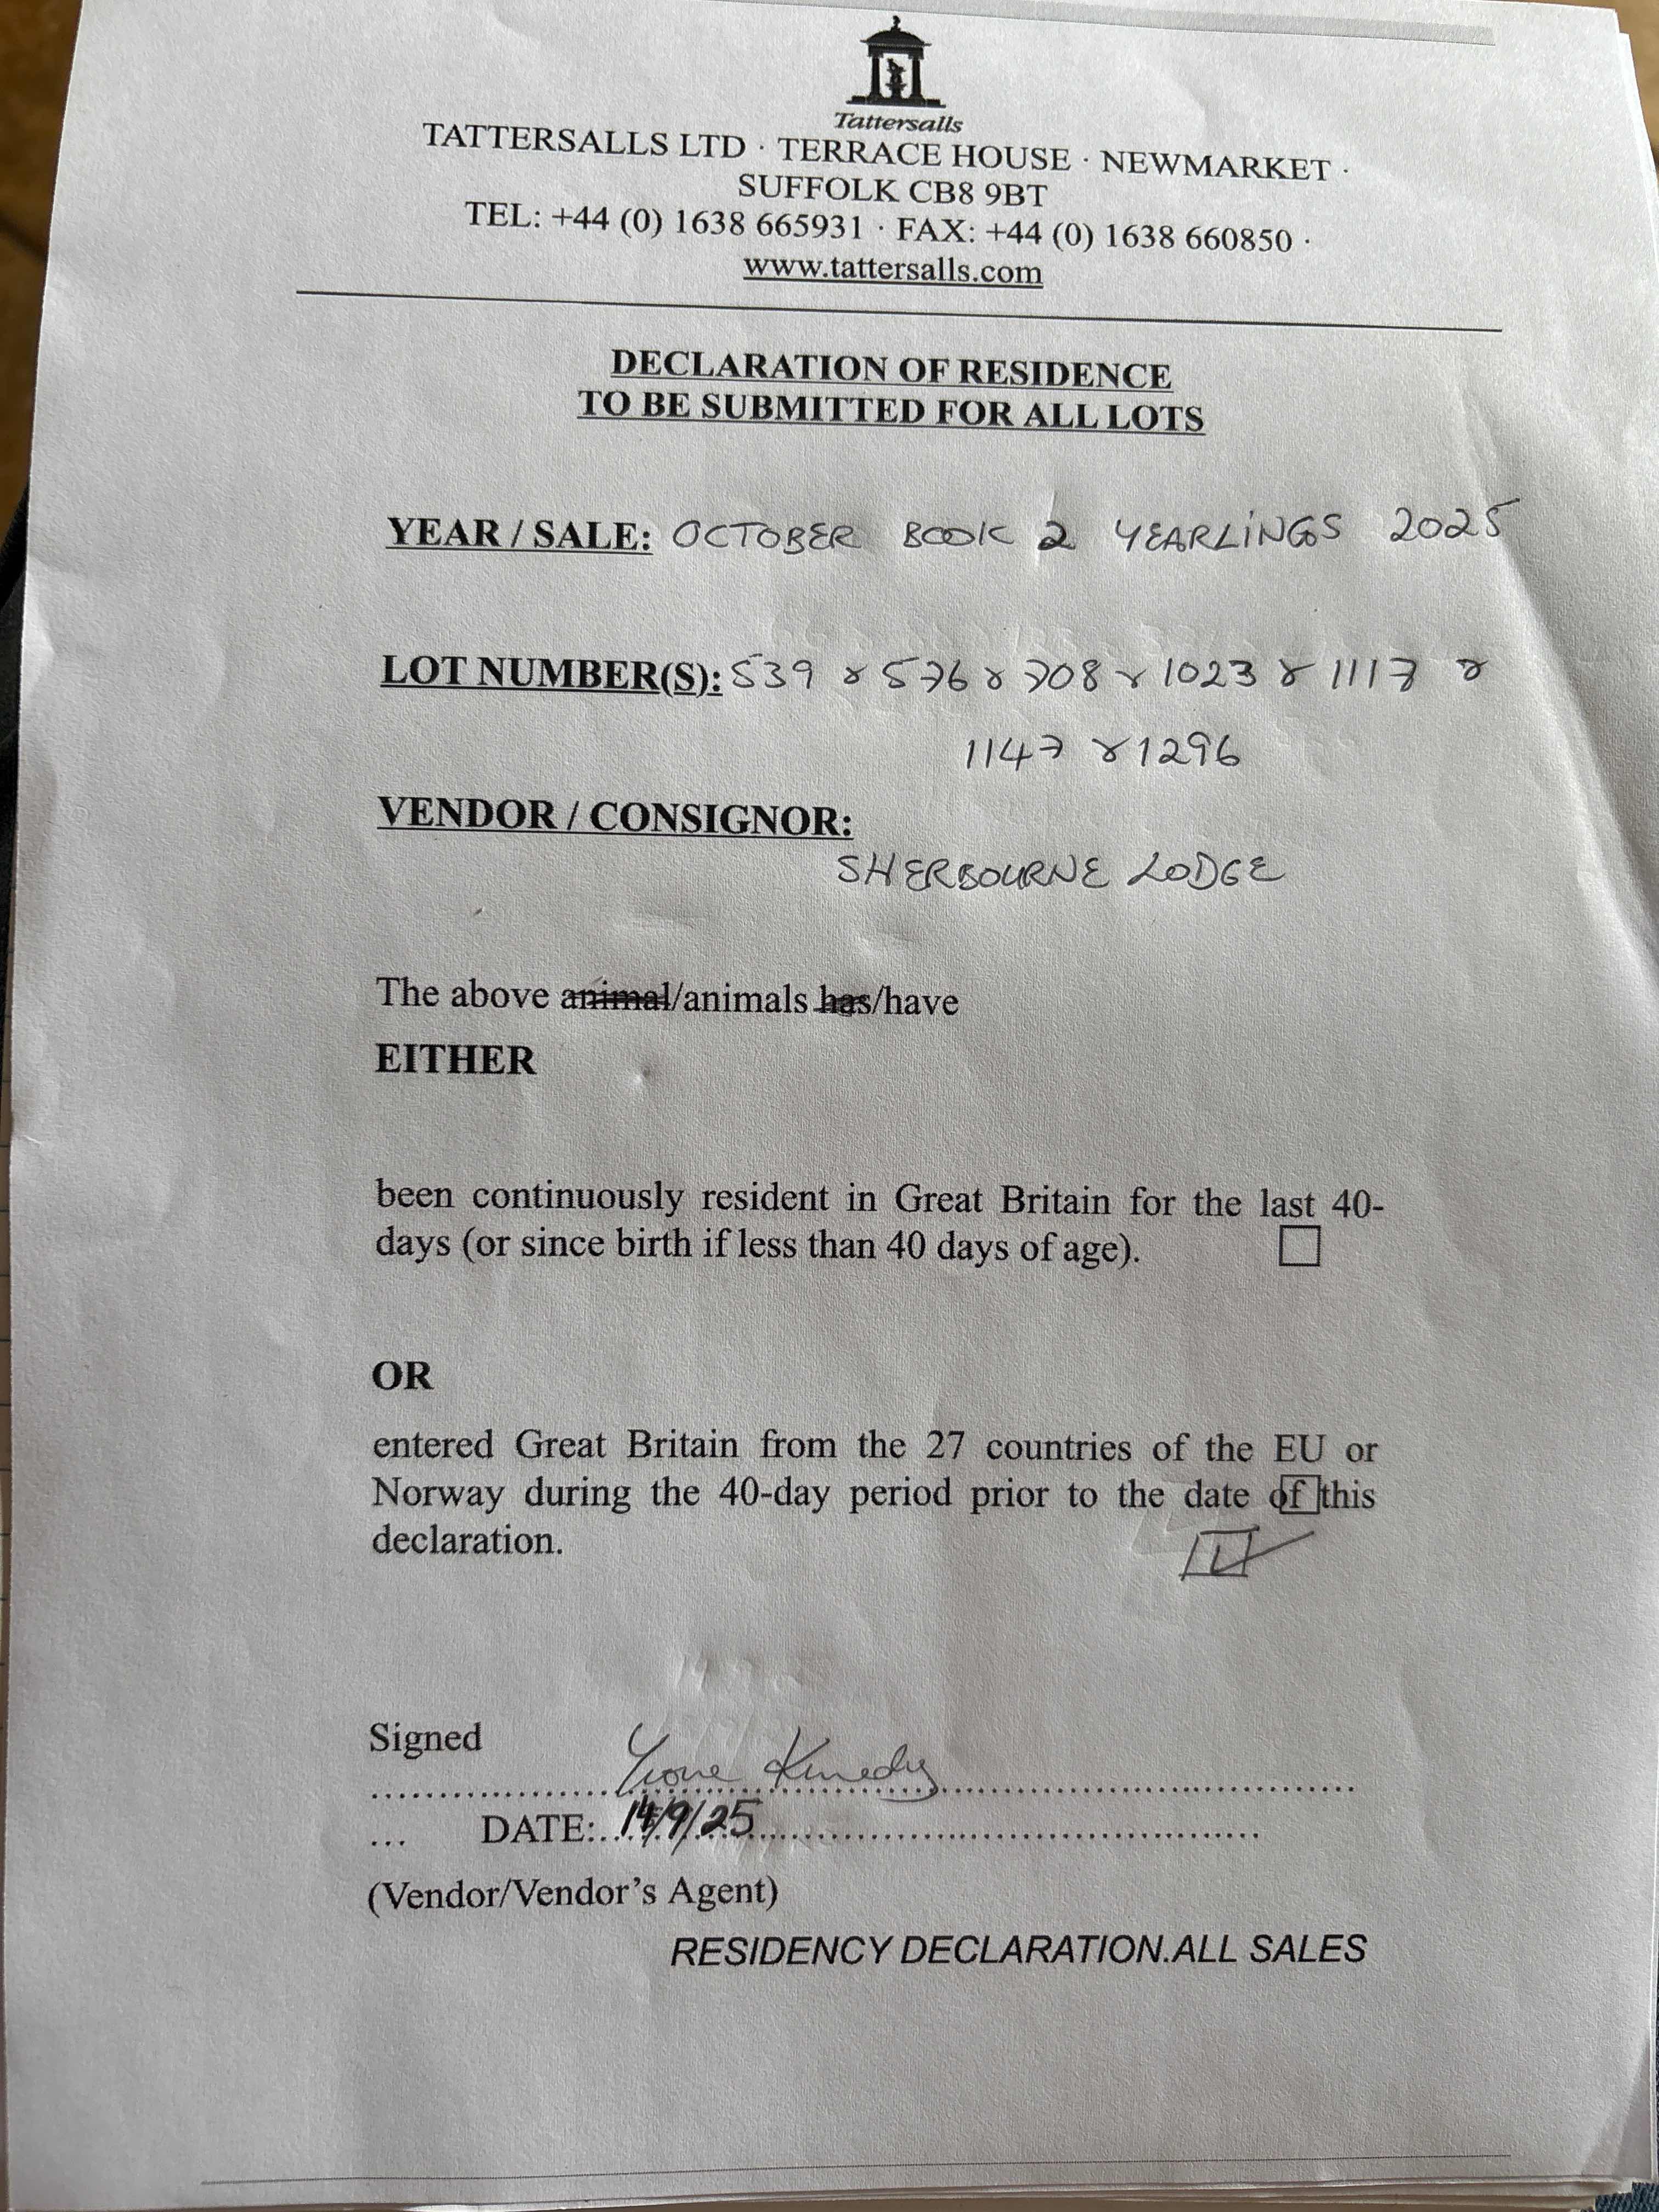 Tattersalls
TATTERSALLS LTD · TERRACE HOUSE · NEWMARKET ·
SUFFOLK CB8 9BT
TEL: +44 (0) 1638 665931 · FAX: +44 (0) 1638 660850 ·
www.tattersalls.com
DECLARATION OF RESIDENCE
TO BE SUBMITTED FOR ALL LOTS
YEAR / SALE: OCTOBER BOOK 2 YEARLINGS 2025
LOT NUMBER(S): 539 & 576 & 708 & 1023 & 1117 &
1147 & 1296
VENDOR / CONSIGNOR:
SHERBOURNE LODGE
The above animal/animals has/have
EITHER
been continuously resident in Great Britain for the last 40-
days (or since birth if less than 40 days of age).
OR
entered Great Britain from the 27 countries of the EU or
Norway during the 40-day period prior to the date of this
declaration.
Signed
................................................................
... DATE: 14/9/25 ................................
(Vendor/Vendor's Agent)
RESIDENCY DECLARATION.ALL SALES